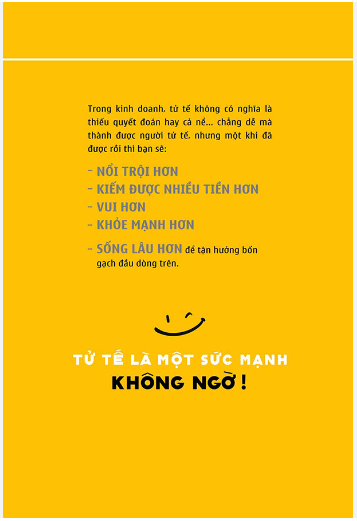 Trong kinh doanh, tử tế không có nghĩa là
thiếu quyết đoán hay cả nể... chẳng dễ mà
thành được người tử tế, nhưng một khi đã
được rồi thì bạn sẽ:
- NỔI TRỘI HƠN
- KIẾM ĐƯỢC NHIỀU TIỀN HƠN
- VUI HƠN
- KHỎE MẠNH HƠN
- SỐNG LÂU HƠN để tận hưởng bốn
gạch đầu dòng trên.
TỬ TẾ LÀ MỘT SỨC MẠNH
KHÔNG NGỜ !